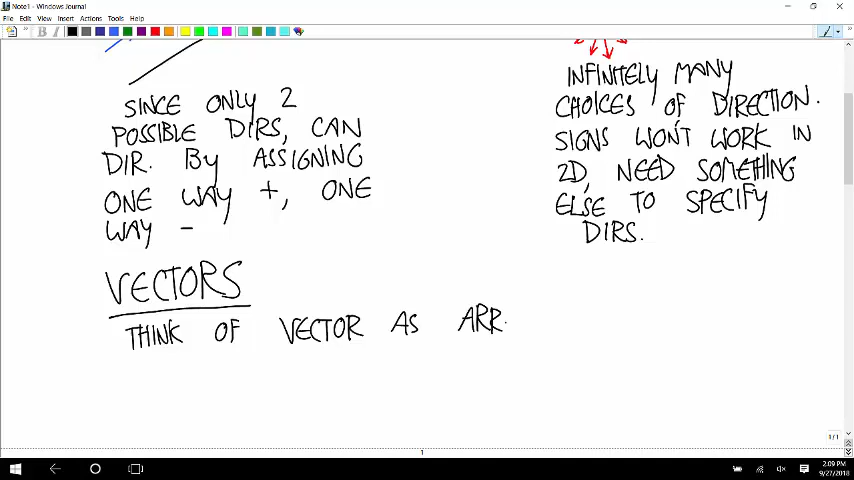 Note1 - Windows Journal
File Edit View Insert Actions Tools Help
B I
INFINITELY MANY
CHOICES OF DIRECTION.
SIGNS WON'T WORK IN
2D, NEED SOMETHING
ELSE TO SPECIFY
DIRS.
SINCE ONLY 2
POSSIBLE DIRS, CAN
DIR. BY ASSIGNING
ONE WAY +, ONE
WAY -
VECTORS
THINK OF VECTOR AS ARR
1/1
1
2:09 PM
9/27/2018